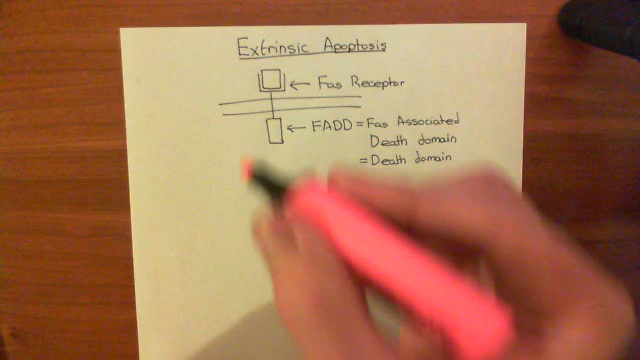 Extrinsic Apoptosis
← Fas Receptor
← FADD = Fas Associated
Death domain
= Death domain